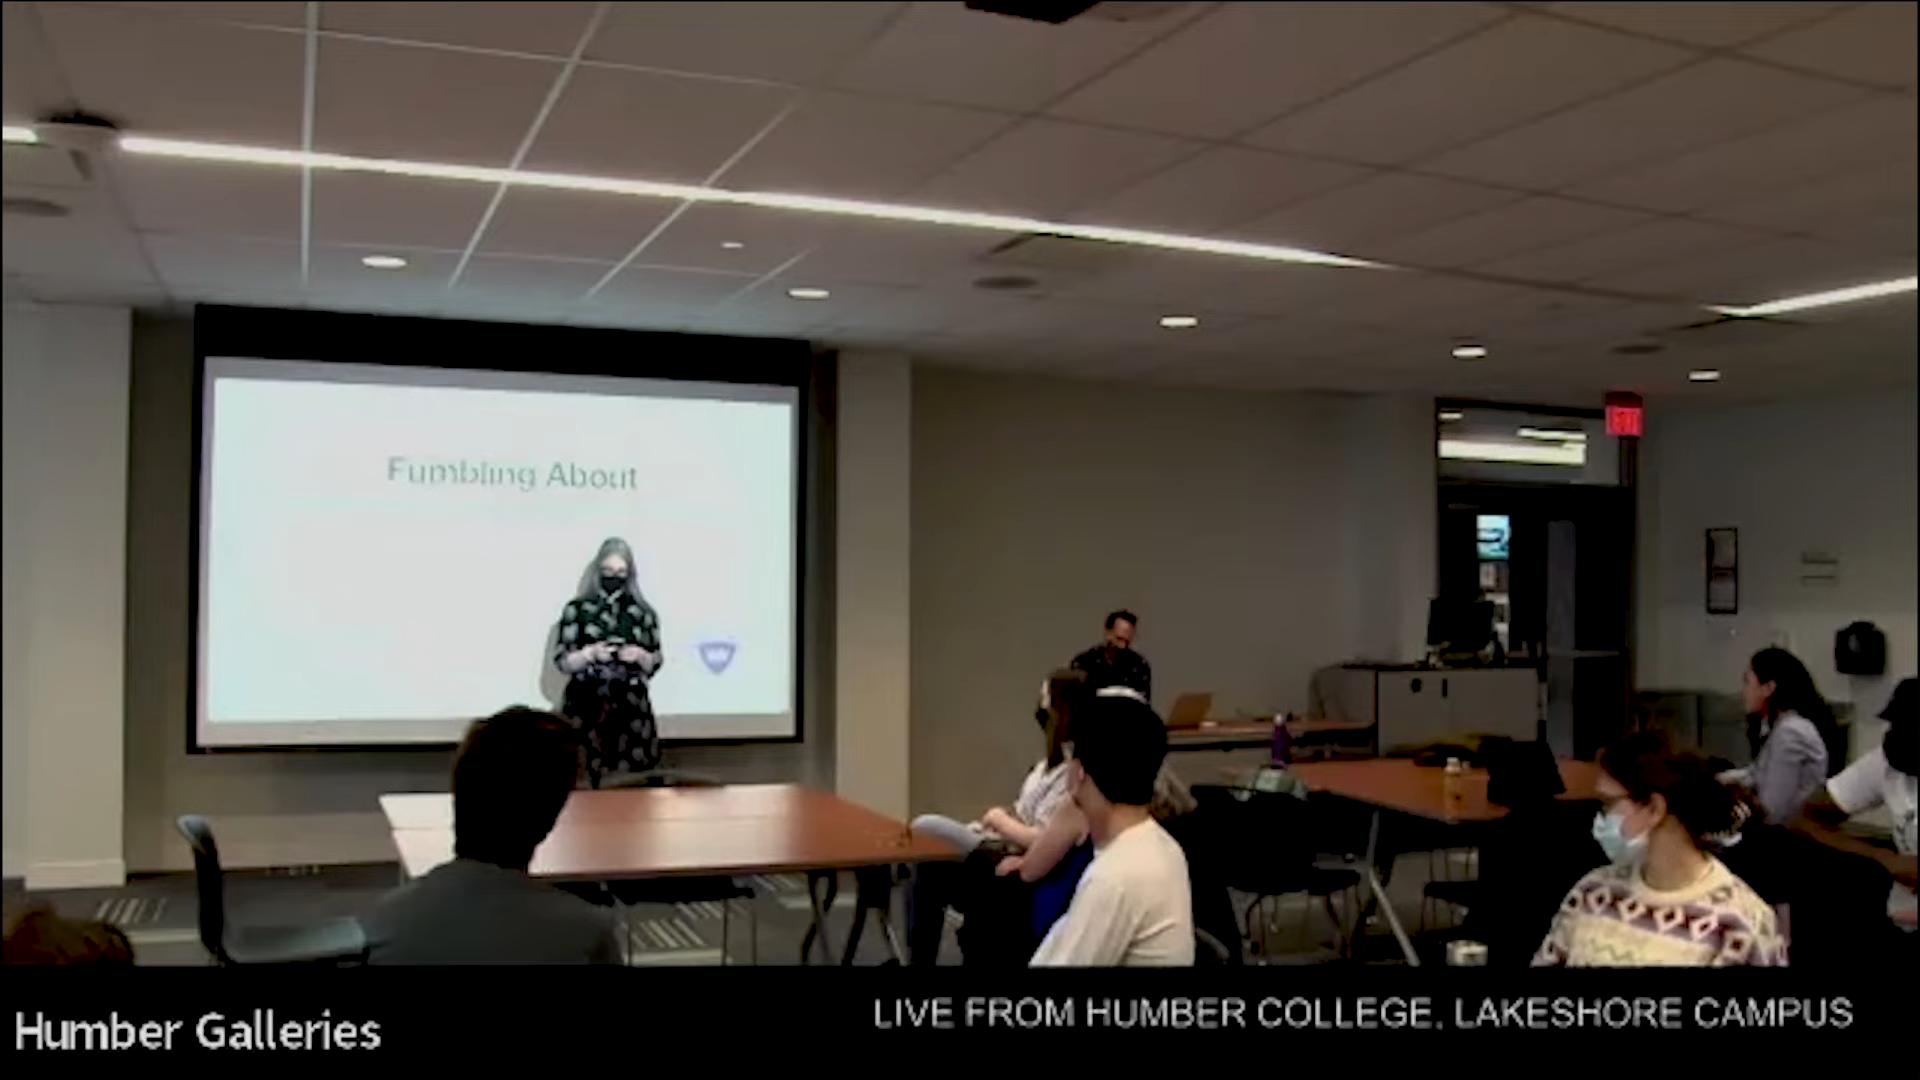 Fumbling About
LIVE FROM HUMBER COLLEGE, LAKESHORE CAMPUS
Humber Galleries